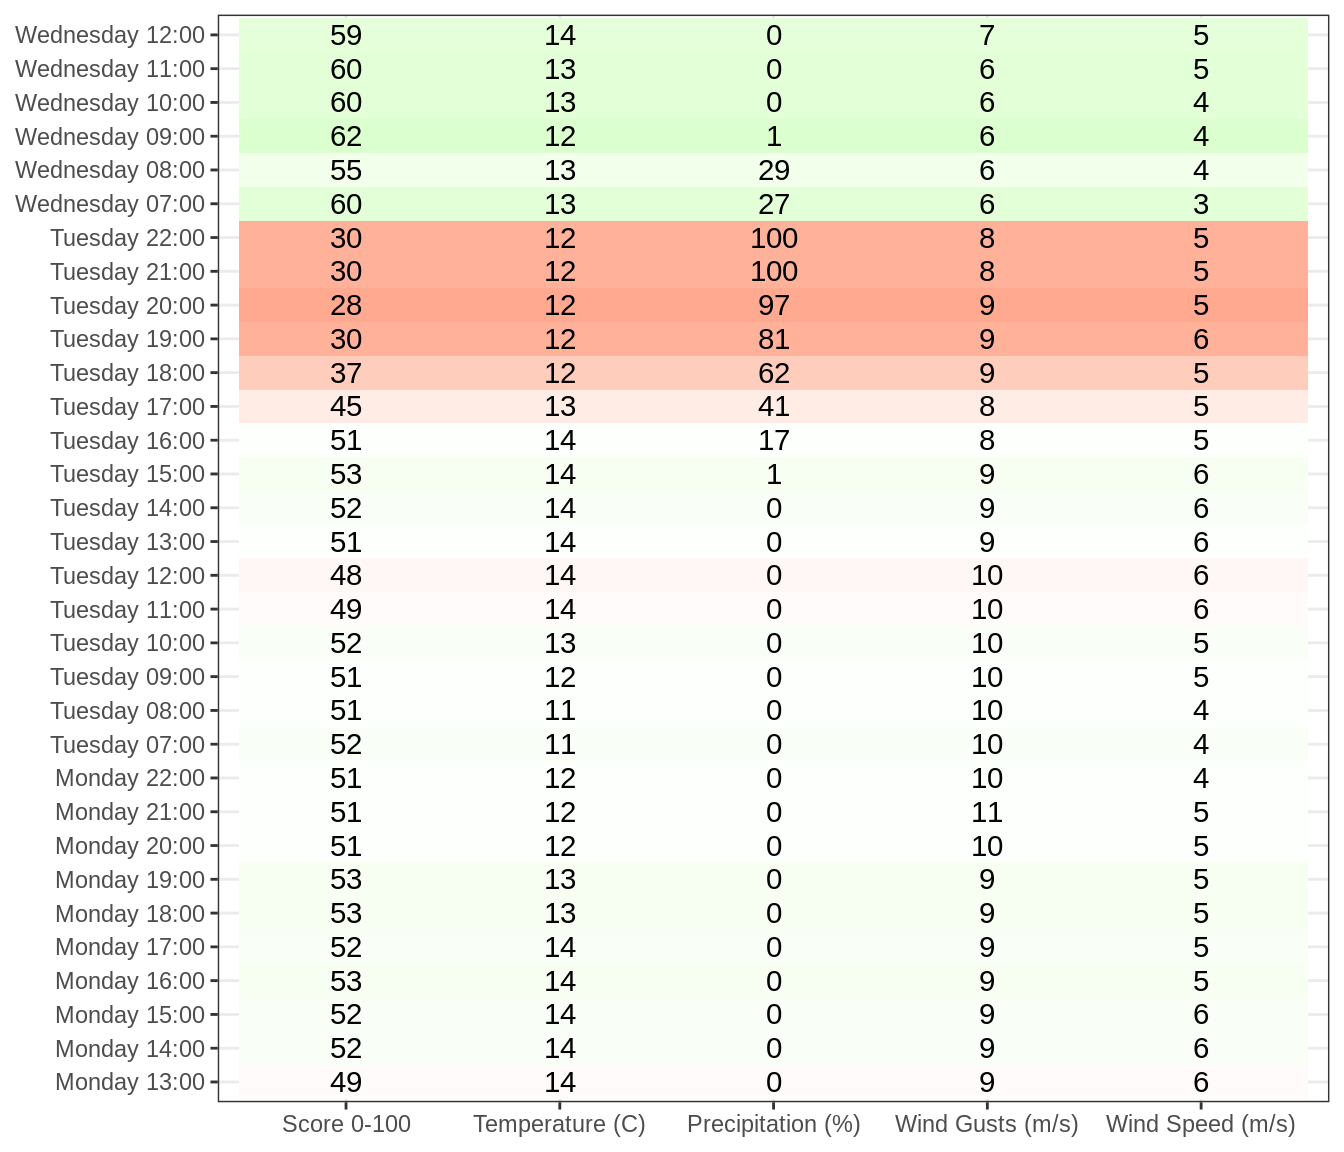 Wednesday 12:00 59 14 0 7 5
Wednesday 11:00 60 13 0 6 5
Wednesday 10:00 60 13 0 6 4
Wednesday 09:00 62 12 1 6 4
Wednesday 08:00 55 13 29 6 4
Wednesday 07:00 60 13 27 6 3
Tuesday 22:00 30 12 100 8 5
Tuesday 21:00 30 12 100 8 5
Tuesday 20:00 28 12 97 9 5
Tuesday 19:00 30 12 81 9 6
Tuesday 18:00 37 12 62 9 5
Tuesday 17:00 45 13 41 8 5
Tuesday 16:00 51 14 17 8 5
Tuesday 15:00 53 14 1 9 6
Tuesday 14:00 52 14 0 9 6
Tuesday 13:00 51 14 0 9 6
Tuesday 12:00 48 14 0 10 6
Tuesday 11:00 49 14 0 10 6
Tuesday 10:00 52 13 0 10 5
Tuesday 09:00 51 12 0 10 5
Tuesday 08:00 51 11 0 10 4
Tuesday 07:00 52 11 0 10 4
Monday 22:00 51 12 0 10 4
Monday 21:00 51 12 0 11 5
Monday 20:00 51 12 0 10 5
Monday 19:00 53 13 0 9 5
Monday 18:00 53 13 0 9 5
Monday 17:00 52 14 0 9 5
Monday 16:00 53 14 0 9 5
Monday 15:00 52 14 0 9 6
Monday 14:00 52 14 0 9 6
Monday 13:00 49 14 0 9 6
Score 0-100 Temperature (C) Precipitation (%) Wind Gusts (m/s) Wind Speed (m/s)